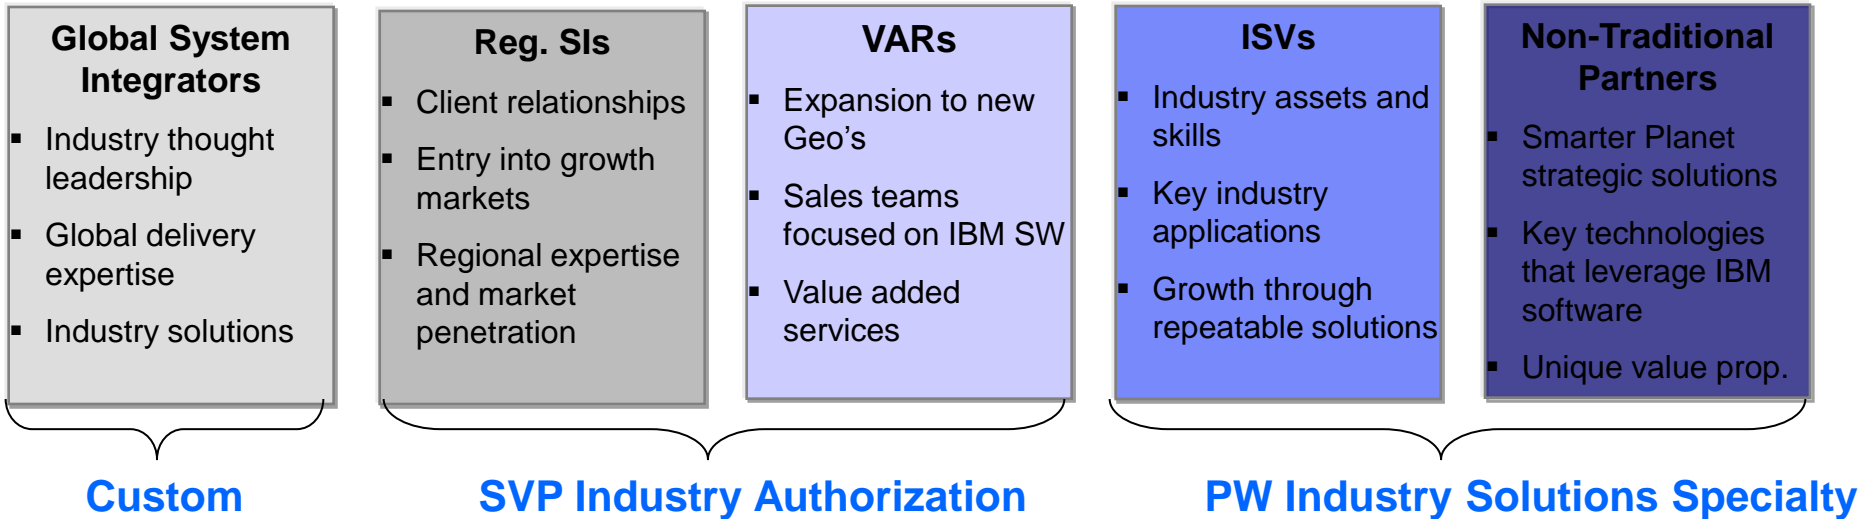 Global System
Integrators
▪ Industry thought
leadership
▪ Global delivery
expertise
▪ Industry solutions
Reg. SIs
▪ Client relationships
▪ Entry into growth
markets
▪ Regional expertise
and market
penetration
VARs
▪ Expansion to new
Geo's
▪ Sales teams
focused on IBM SW
▪ Value added
services
ISVs
▪ Industry assets and
skills
▪ Key industry
applications
▪ Growth through
repeatable solutions
Non-Traditional
Partners
▪ Smarter Planet
strategic solutions
▪ Key technologies
that leverage IBM
software
▪ Unique value prop.
Custom
SVP Industry Authorization
PW Industry Solutions Specialty